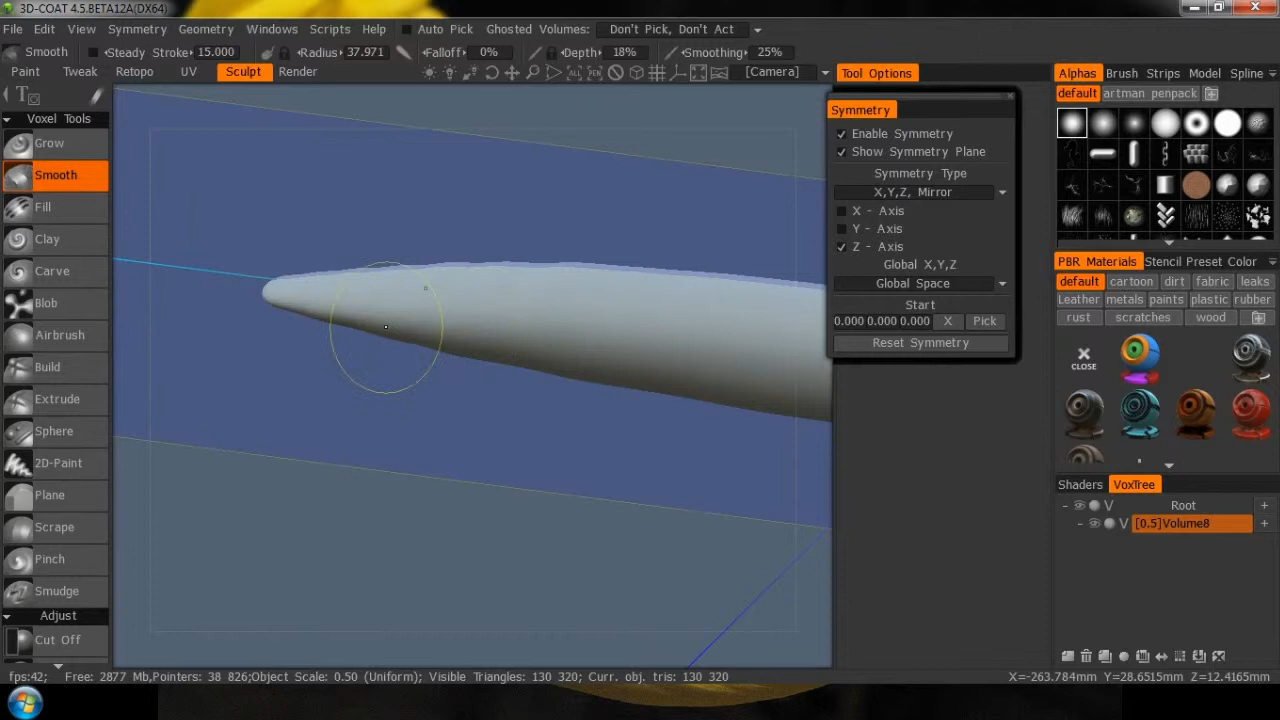 3D-COAT 4.5.BETA12A(DX64)
File Edit View Symmetry Geometry Windows Scripts Help Auto Pick Ghosted Volumes: Don't Pick, Don't Act
Smooth Steady Stroke 15.000 Radius 37.971 Falloff 0% Depth 18% Smoothing 25%
Paint Tweak Retopo UV Sculpt Render [Camera] Tool Options Alphas Brush Strips Model Spline
default artman penpack
Voxel Tools
Grow
Smooth
Fill
Clay
Carve
Blob
Airbrush
Build
Extrude
Sphere
2D-Paint
Plane
Scrape
Pinch
Smudge
Adjust
Cut Off
Symmetry
Enable Symmetry
Show Symmetry Plane
Symmetry Type
X,Y,Z, Mirror
X - Axis
Y - Axis
Z - Axis
Global X,Y,Z
Global Space
Start
0.000 0.000 0.000 X Pick
Reset Symmetry
PBR Materials Stencil Preset Color
default cartoon dirt fabric leaks
Leather metals paints plastic rubber
rust scratches wood
CLOSE
Shaders VoxTree
- V Root +
- V [0.5]Volume8 +
fps:42; Free: 2877 Mb,Pointers: 38 826;Object Scale: 0.50 (Uniform); Visible Triangles: 130 320; Curr. obj. tris: 130 320 X=-263.784mm Y=28.6515mm Z=12.4165mm